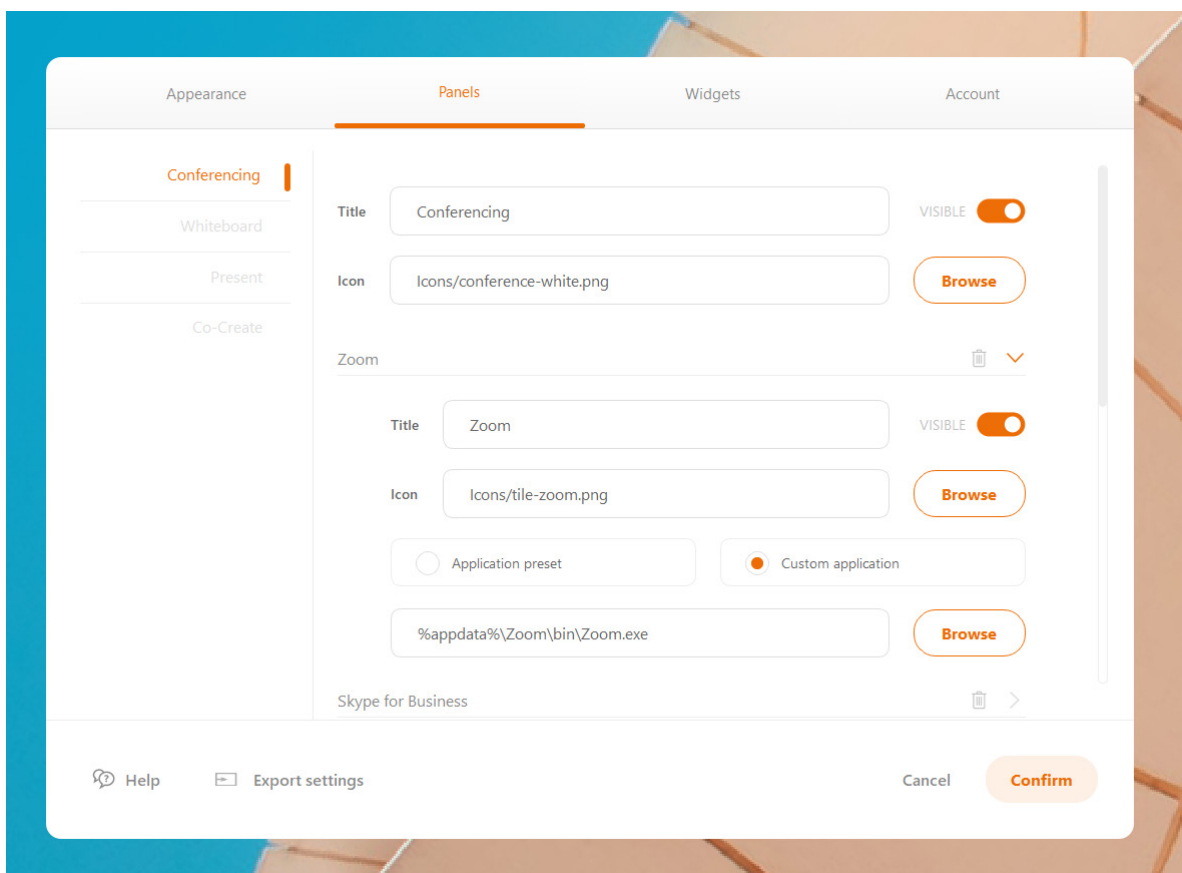 Appearance
Panels
Widgets
Account
Conferencing
Whiteboard
Present
Co-Create
Title
Conferencing
VISIBLE
Icon
Icons/conference-white.png
Browse
Zoom
Title
Zoom
VISIBLE
Icon
Icons/tile-zoom.png
Browse
Application preset
Custom application
%appdata%\Zoom\bin\Zoom.exe
Browse
Skype for Business
Help
Export settings
Cancel
Confirm